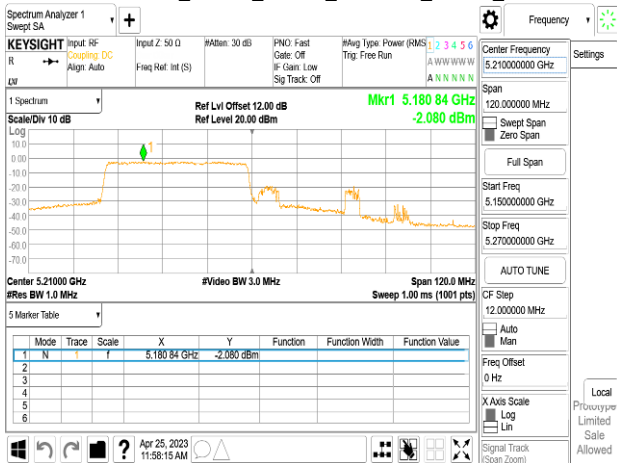 Spectrum Analyzer 1
Swept SA
+
Frequency
KEYSIGHT
Input: RF
Coupling: DC
Align: Auto
Input Z: 50 Ω
Freq Ref: Int (S)
#Atten: 30 dB
PNO: Fast
Gate: Off
IF Gain: Low
Sig Track: Off
#Avg Type: Power (RMS
Trig: Free Run
1 2 3 4 5 6
A W W W W W
A N N N N N
R
LXI
1 Spectrum
Scale/Div 10 dB
Ref Lvl Offset 12.00 dB
Ref Level 20.00 dBm
Mkr1 5.180 84 GHz
-2.080 dBm
Log
10.0
0.00
-10.0
-20.0
-30.0
-40.0
-50.0
-60.0
-70.0
1
Center 5.21000 GHz
#Res BW 1.0 MHz
#Video BW 3.0 MHz
Span 120.0 MHz
Sweep 1.00 ms (1001 pts)
5 Marker Table
Mode Trace Scale X Y Function Function Width Function Value
1 N 1 f 5.180 84 GHz -2.080 dBm
2
3
4
5
6
Apr 25, 2023
11:58:15 AM
?
Center Frequency
5.210000000 GHz
Span
120.000000 MHz
Swept Span
Zero Span
Full Span
Start Freq
5.150000000 GHz
Stop Freq
5.270000000 GHz
AUTO TUNE
CF Step
12.000000 MHz
Auto
Man
Freq Offset
0 Hz
X Axis Scale
Log
Lin
Signal Track
(Span Zoom)
Settings
Local
Prototype
Limited
Sale
Allowed